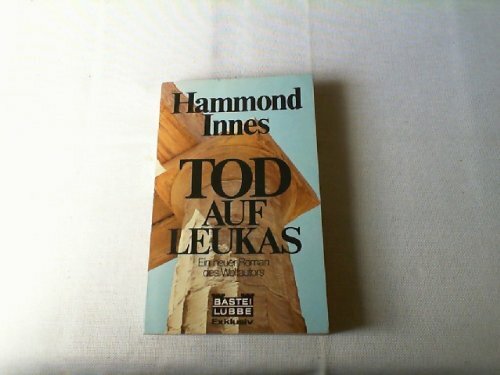 Hammond
Innes
TOD
AUF
LEUKAS
Ein neuer Roman
des Weltautors
BASTEI
LÜBBE
Exklusiv